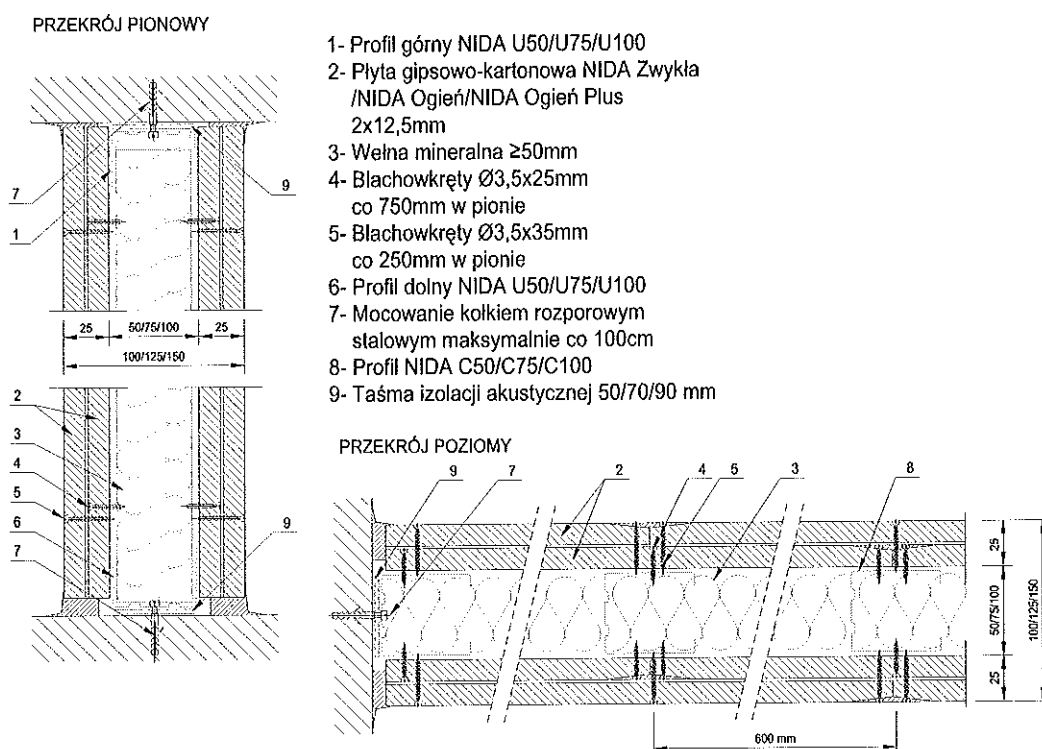 PRZEKRÓJ PIONOWY
1- Profil górny NIDA U50/U75/U100
2- Płyta gipsowo-kartonowa NIDA Zwykła
/NIDA Ogień/NIDA Ogień Plus
2x12,5mm
3- Wełna mineralna ≥50mm
4- Blachowkręty Ø3,5x25mm
co 750mm w pionie
5- Blachowkręty Ø3,5x35mm
co 250mm w pionie
6- Profil dolny NIDA U50/U75/U100
7- Mocowanie kołkiem rozporowym
stalowym maksymalnie co 100cm
8- Profil NIDA C50/C75/C100
9- Taśma izolacji akustycznej 50/70/90 mm
7
9
1
25
50/75/100
25
100/125/150
2
3
4
5
6
7
9
PRZEKRÓJ POZIOMY
9
7
2
4
5
3
8
25
50/75/100
25
100/125/150
600 mm